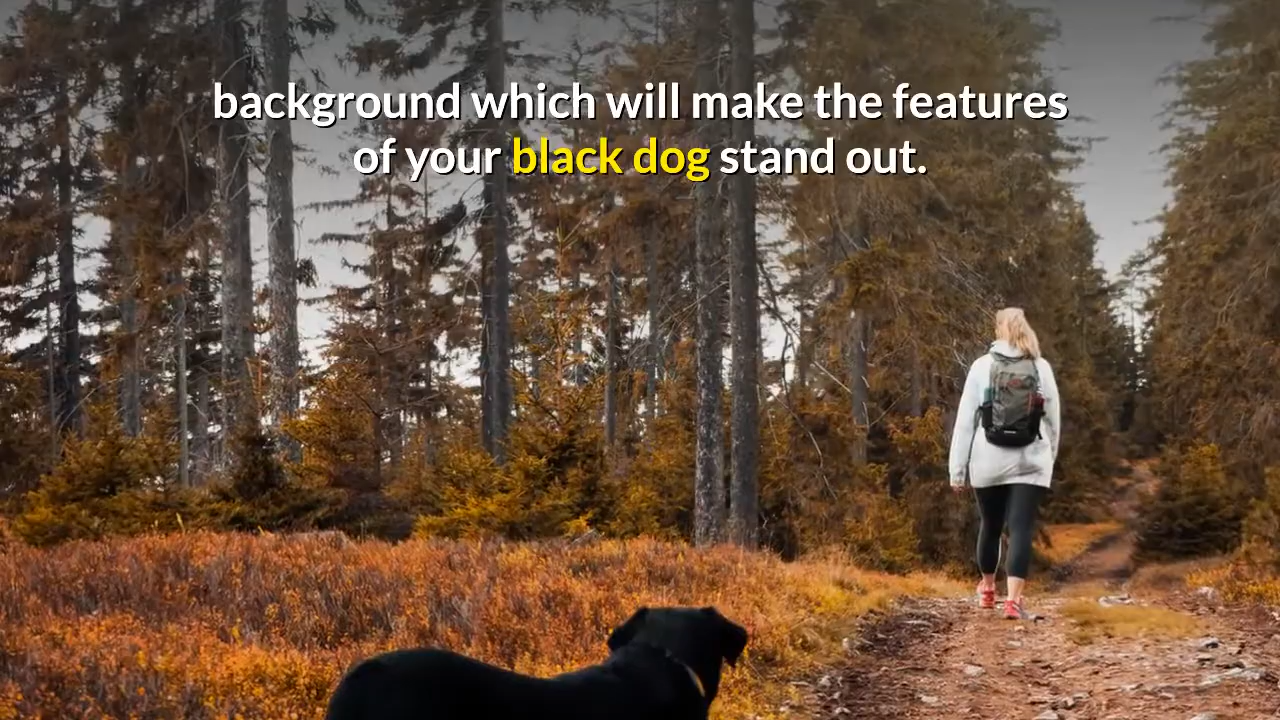 background which will make the features
of your black dog stand out.